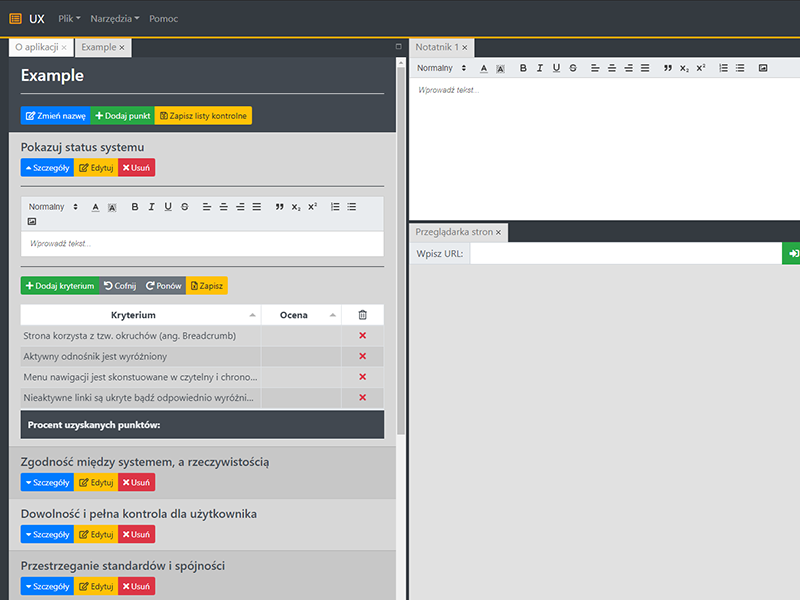 UX Plik Narzędzia Pomoc
O aplikacji × Example ×
Example
Zmień nazwę Dodaj punkt Zapisz listy kontrolne
Pokazuj status systemu
Szczegóły Edytuj Usuń
Normalny A A B I U S x₂ x²
Wprowadź tekst...
Dodaj kryterium Cofnij Ponów Zapisz
Kryterium Ocena
Strona korzysta z tzw. okruchów (ang. Breadcrumb)
Aktywny odnośnik jest wyróżniony
Menu nawigacji jest skonstuowane w czytelny i chrono...
Nieaktywne linki są ukryte bądź odpowiednio wyróżni...
Procent uzyskanych punktów:
Zgodność między systemem, a rzeczywistością
Szczegóły Edytuj Usuń
Dowolność i pełna kontrola dla użytkownika
Szczegóły Edytuj Usuń
Przestrzeganie standardów i spójności
Szczegóły Edytuj Usuń
Notatnik 1 ×
Normalny A A B I U S x₂ x²
Wprowadź tekst...
Przeglądarka stron ×
Wpisz URL: